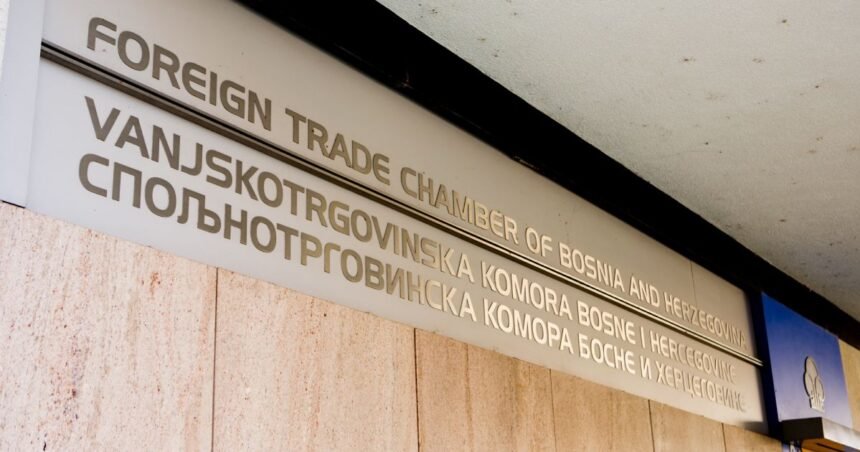 FOREIGN TRADE CHAMBER OF BOSNIA AND HERZEGOVINA
VANJSKOTRGOVINSKA KOMORA BOSNE I HERCEGOVINE
СПОЉНОТРГОВИНСКА КОМОРА БОСНЕ И ХЕРЦЕГОВИНЕ